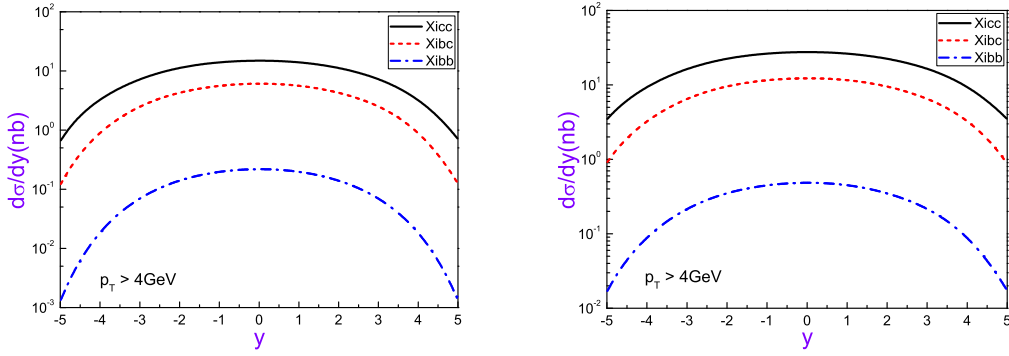 10^2
10^1
10^0
10^-1
10^-2
10^-3
dσ/dy(nb)
Xicc
Xibc
Xibb
p_T > 4GeV
-5 -4 -3 -2 -1 0 1 2 3 4 5
y
10^2
10^1
10^0
10^-1
10^-2
dσ/dy(nb)
Xicc
Xibc
Xibb
p_T > 4GeV
-5 -4 -3 -2 -1 0 1 2 3 4 5
y